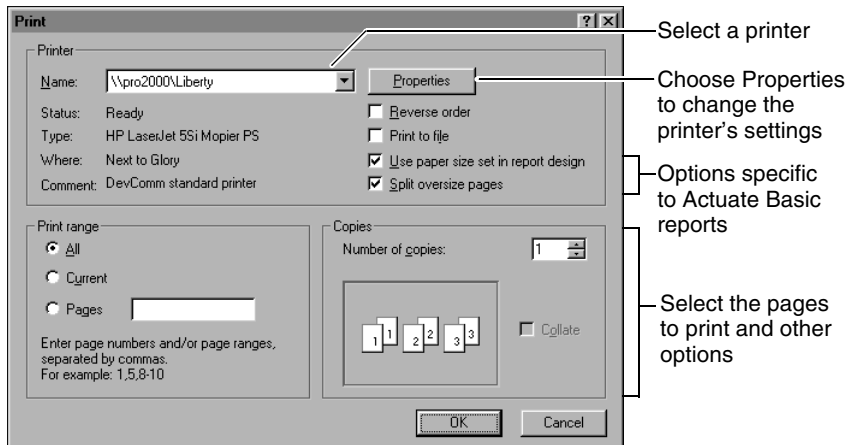 Print
Printer
Name: \\pro2000\Liberty
Properties
Status: Ready
Reverse order
Type: HP LaserJet 5Si Mopier PS
Print to file
Where: Next to Glory
Use paper size set in report design
Comment: DevComm standard printer
Split oversize pages
Print range
All
Current
Pages
Enter page numbers and/or page ranges,
separated by commas.
For example: 1,5,8-10
Copies
Number of copies: 1
1 1 2 2 3 3
Collate
OK
Cancel
Select a printer
Choose Properties
to change the
printer's settings
Options specific
to Actuate Basic
reports
Select the pages
to print and other
options